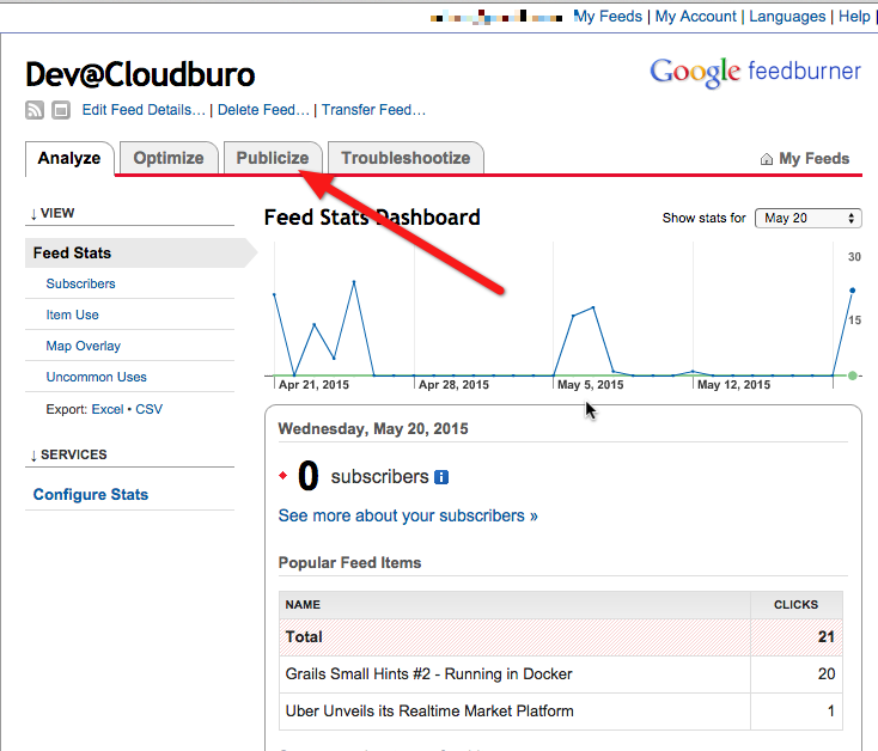 My Feeds | My Account | Languages | Help |
Dev@Cloudburo
Google feedburner
Edit Feed Details... | Delete Feed... | Transfer Feed...
Analyze
Optimize
Publicize
Troubleshootize
My Feeds
↓ VIEW
Feed Stats
Subscribers
Item Use
Map Overlay
Uncommon Uses
Export: Excel • CSV
↓ SERVICES
Configure Stats
Feed Stats Dashboard
Show stats for May 20
30
15
Apr 21, 2015
Apr 28, 2015
May 5, 2015
May 12, 2015
Wednesday, May 20, 2015
0 subscribers
See more about your subscribers »
Popular Feed Items
NAME CLICKS
Total 21
Grails Small Hints #2 - Running in Docker 20
Uber Unveils its Realtime Market Platform 1